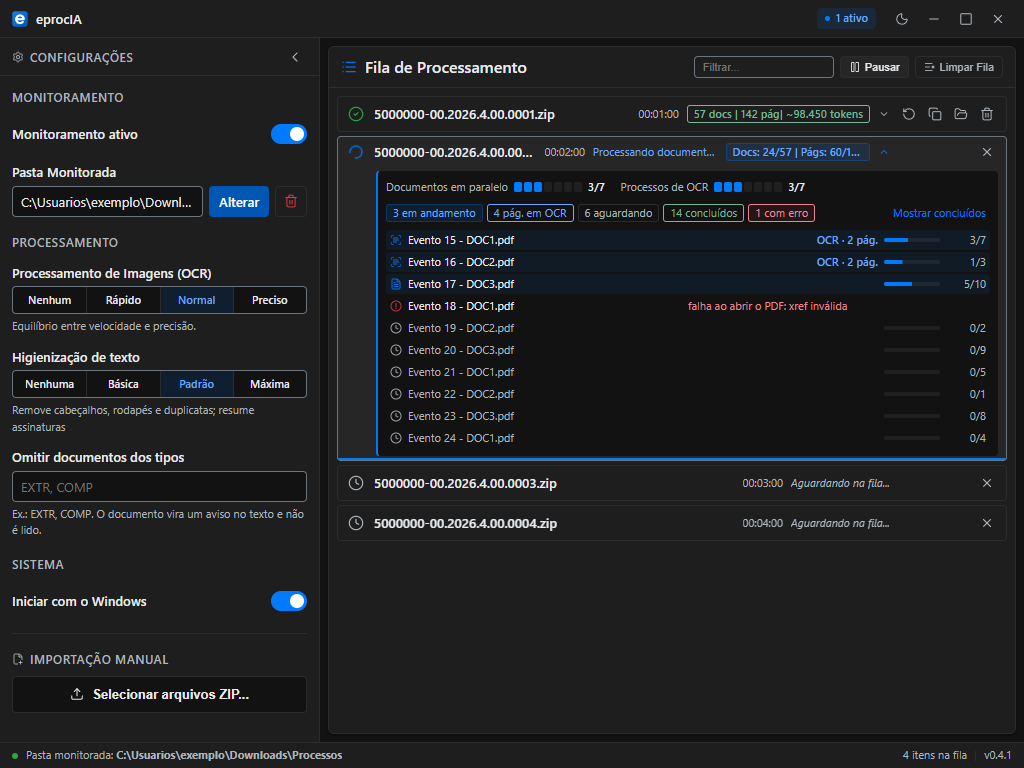 eprocIA
1 ativo
CONFIGURAÇÕES
MONITORAMENTO
Monitoramento ativo
Pasta Monitorada
C:\Usuarios\exemplo\Downl...
Alterar
PROCESSAMENTO
Processamento de Imagens (OCR)
Nenhum Rápido Normal Preciso
Equilíbrio entre velocidade e precisão.
Higienização de texto
Nenhuma Básica Padrão Máxima
Remove cabeçalhos, rodapés e duplicatas; resume
assinaturas
Omitir documentos dos tipos
EXTR, COMP
Ex.: EXTR, COMP. O documento vira um aviso no texto e não
é lido.
SISTEMA
Iniciar com o Windows
IMPORTAÇÃO MANUAL
Selecionar arquivos ZIP...
Fila de Processamento
Filtrar...
Pausar
Limpar Fila
5000000-00.2026.4.00.0001.zip 00:01:00 57 docs | 142 pág| ~98.450 tokens
5000000-00.2026.4.00.00... 00:02:00 Processando document... Docs: 24/57 | Págs: 60/1...
Documentos em paralelo 3/7 Processos de OCR 3/7
3 em andamento 4 pág. em OCR 6 aguardando 14 concluídos 1 com erro Mostrar concluídos
Evento 15 - DOC1.pdf OCR · 2 pág. 3/7
Evento 16 - DOC2.pdf OCR · 2 pág. 1/3
Evento 17 - DOC3.pdf 5/10
Evento 18 - DOC1.pdf falha ao abrir o PDF: xref inválida
Evento 19 - DOC2.pdf 0/2
Evento 20 - DOC3.pdf 0/9
Evento 21 - DOC1.pdf 0/5
Evento 22 - DOC2.pdf 0/1
Evento 23 - DOC3.pdf 0/8
Evento 24 - DOC1.pdf 0/4
5000000-00.2026.4.00.0003.zip 00:03:00 Aguardando na fila...
5000000-00.2026.4.00.0004.zip 00:04:00 Aguardando na fila...
Pasta monitorada: C:\Usuarios\exemplo\Downloads\Processos
4 itens na fila
v0.4.1